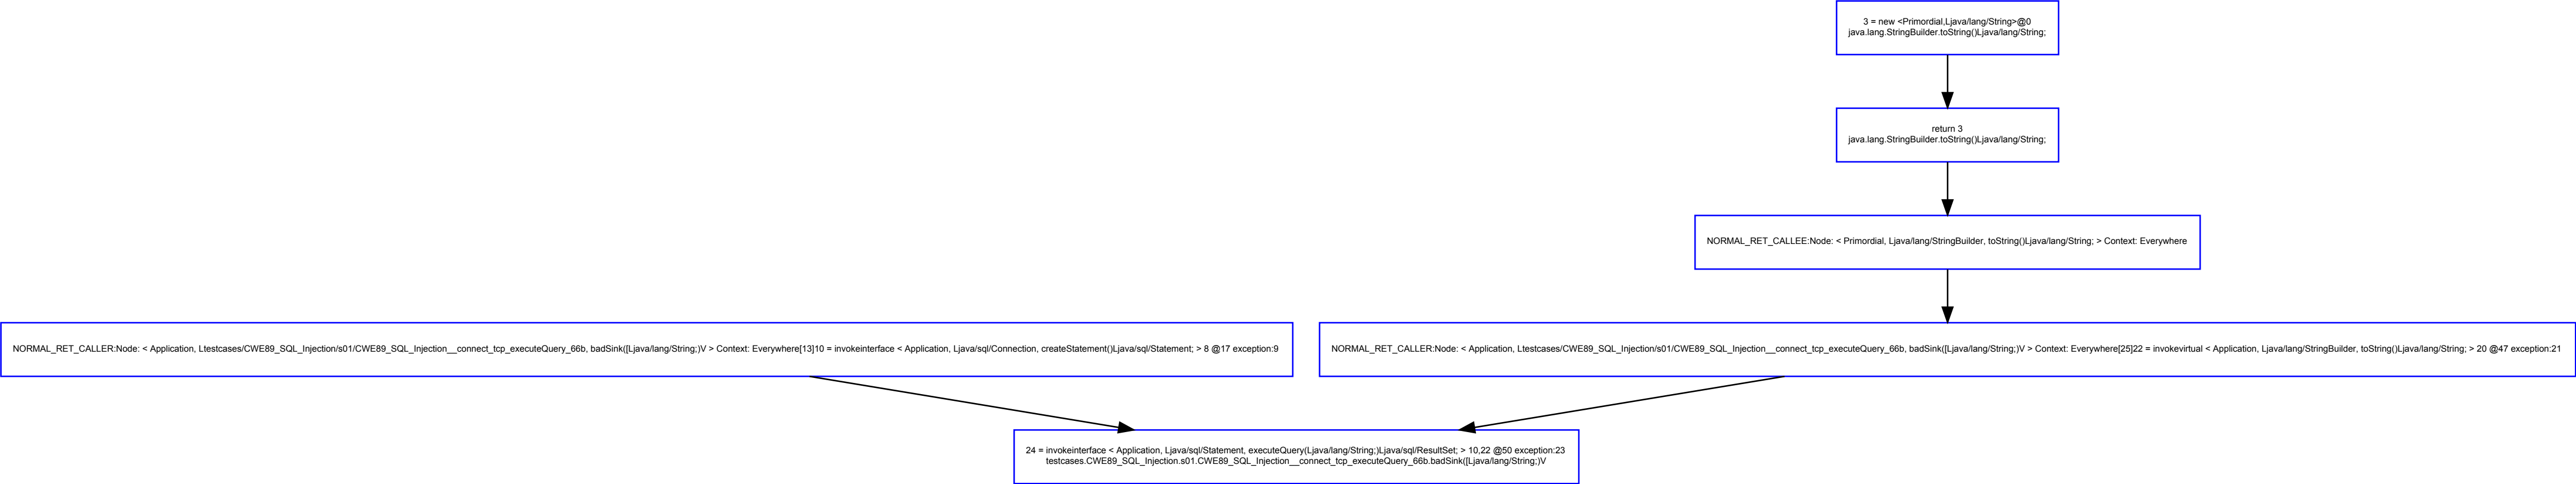 3 = new <Primordial,Ljava/lang/String>@0
java.lang.StringBuilder.toString()Ljava/lang/String;
return 3
java.lang.StringBuilder.toString()Ljava/lang/String;
NORMAL_RET_CALLEE:Node: < Primordial, Ljava/lang/StringBuilder, toString()Ljava/lang/String; > Context: Everywhere
NORMAL_RET_CALLER:Node: < Application, Ltestcases/CWE89_SQL_Injection/s01/CWE89_SQL_Injection__connect_tcp_executeQuery_66b, badSink([Ljava/lang/String;)V > Context: Everywhere[13]10 = invokeinterface < Application, Ljava/sql/Connection, createStatement()Ljava/sql/Statement; > 8 @17 exception:9
NORMAL_RET_CALLER:Node: < Application, Ltestcases/CWE89_SQL_Injection/s01/CWE89_SQL_Injection__connect_tcp_executeQuery_66b, badSink([Ljava/lang/String;)V > Context: Everywhere[25]22 = invokevirtual < Application, Ljava/lang/StringBuilder, toString()Ljava/lang/String; > 20 @47 exception:21
24 = invokeinterface < Application, Ljava/sql/Statement, executeQuery(Ljava/lang/String;)Ljava/sql/ResultSet; > 10,22 @50 exception:23
testcases.CWE89_SQL_Injection.s01.CWE89_SQL_Injection__connect_tcp_executeQuery_66b.badSink([Ljava/lang/String;)V